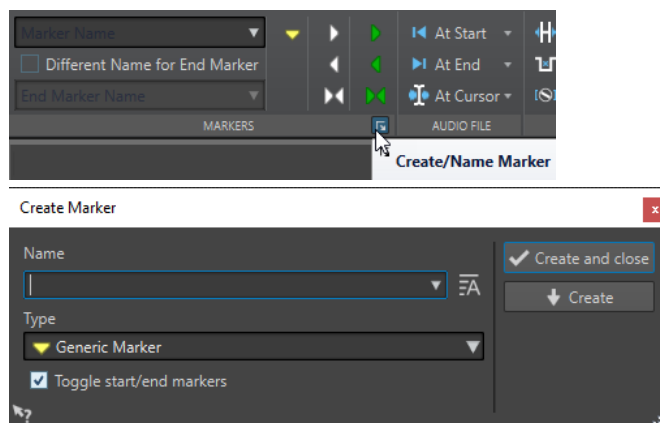 Marker Name
At Start
Different Name for End Marker
At End
End Marker Name
At Cursor
MARKERS
AUDIO FILE
Create/Name Marker
Create Marker
x
Name
Create and close
A
Create
Type
Generic Marker
Toggle start/end markers
?